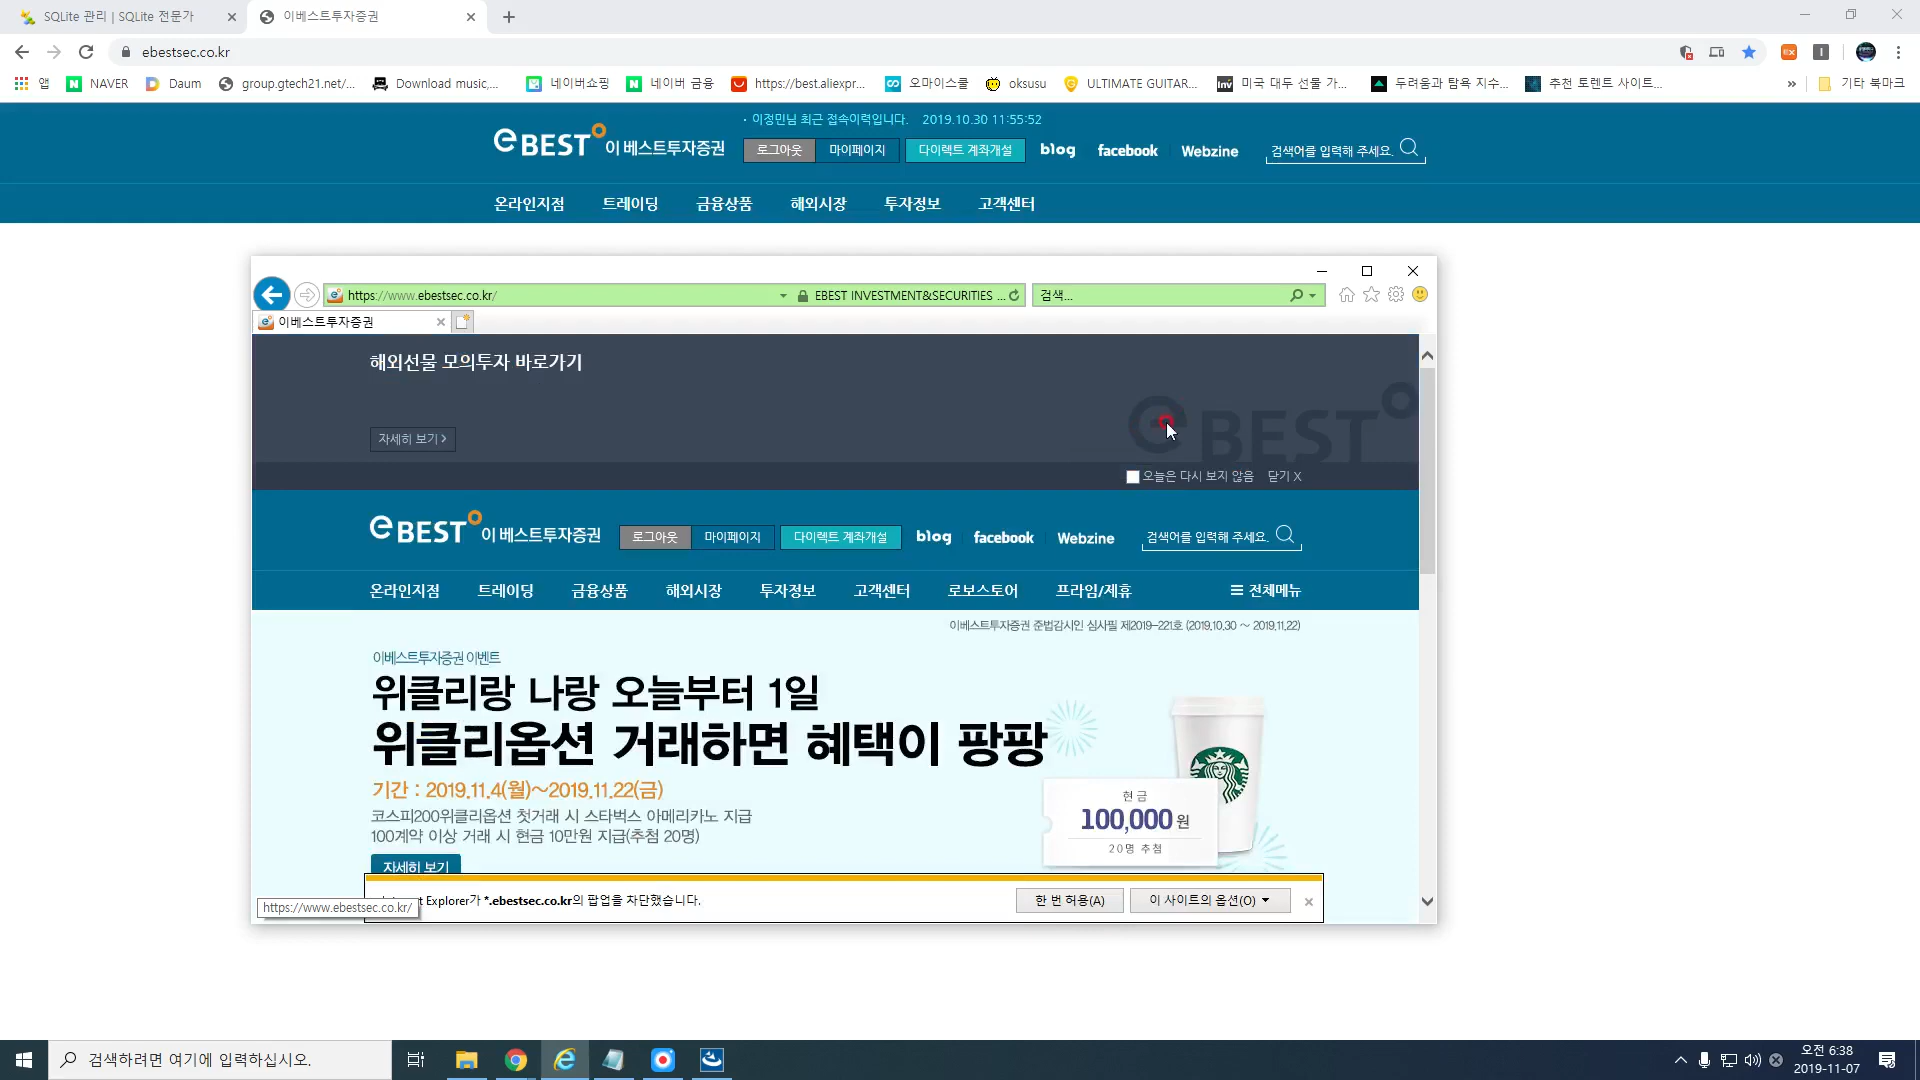 SQLite 관리 | SQLite 전문가
이베스트투자증권
ebestsec.co.kr
앱
NAVER
Daum
group.gtech21.net/...
Download music,...
네이버쇼핑
네이버 금융
https://best.aliexpr...
오마이스쿨
oksusu
ULTIMATE GUITAR...
미국 대두 선물 가...
두려움과 탐욕 지수...
추천 토렌트 사이트...
»
기타 북마크
· 이정민님 최근 접속이력입니다. 2019.10.30 11:55:52
eBEST 이베스트투자증권
로그아웃
마이페이지
다이렉트 계좌개설
blog
facebook
Webzine
검색어를 입력해 주세요.
온라인지점
트레이딩
금융상품
해외시장
투자정보
고객센터
https://www.ebestsec.co.kr/
EBEST INVESTMENT&SECURITIES ...
검색...
이베스트투자증권
해외선물 모의투자 바로가기
eBEST
자세히 보기 >
오늘은 다시 보지 않음
닫기 X
eBEST 이베스트투자증권
로그아웃
마이페이지
다이렉트 계좌개설
blog
facebook
Webzine
검색어를 입력해 주세요.
온라인지점
트레이딩
금융상품
해외시장
투자정보
고객센터
로보스토어
프라임/제휴
전체메뉴
이베스트투자증권 준법감시인 심사필 제2019-221호 (2019.10.30 ~ 2019.11.22)
이베스트투자증권 이벤트
위클리랑 나랑 오늘부터 1일
위클리옵션 거래하면 혜택이 팡팡
기간 : 2019.11.4(월)~2019.11.22(금)
코스피200위클리옵션 첫거래 시 스타벅스 아메리카노 지급
100계약 이상 거래 시 현금 10만원 지급(추첨 20명)
현금
100,000 원
20명 추첨
자세히 보기
Explorer가 *.ebestsec.co.kr의 팝업을 차단했습니다.
한 번 허용(A)
이 사이트의 옵션(O)
https://www.ebestsec.co.kr/
검색하려면 여기에 입력하십시오.
오전 6:38
2019-11-07